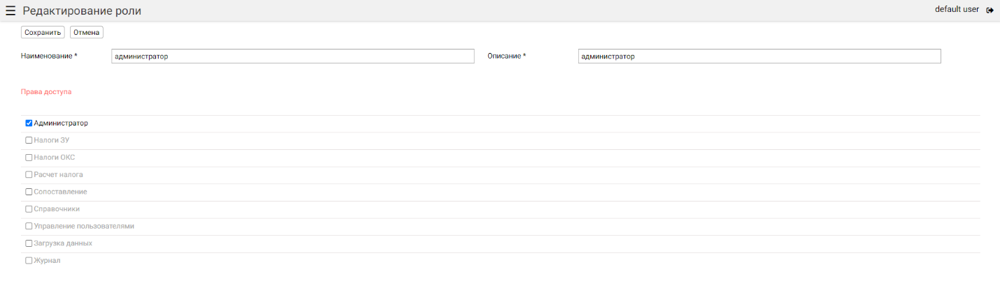 Редактирование роли
default user
Сохранить Отмена
Наименование * администратор Описание * администратор
Права доступа
Администратор
Налоги ЗУ
Налоги ОКС
Расчет налога
Сопоставление
Справочники
Управление пользователями
Загрузка данных
Журнал